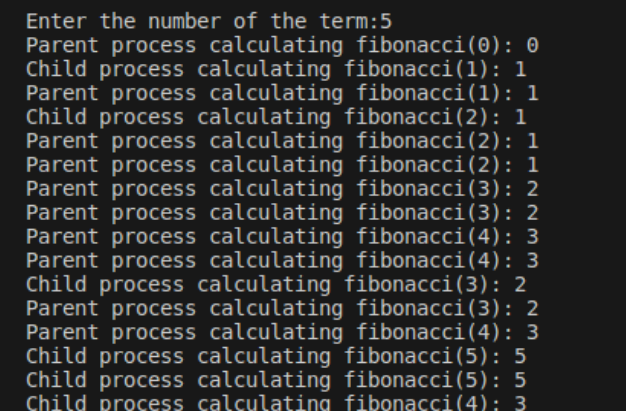 Enter the number of the term:5
Parent process calculating fibonacci(0): 0
Child process calculating fibonacci(1): 1
Parent process calculating fibonacci(1): 1
Child process calculating fibonacci(2): 1
Parent process calculating fibonacci(2): 1
Parent process calculating fibonacci(2): 1
Parent process calculating fibonacci(3): 2
Parent process calculating fibonacci(3): 2
Parent process calculating fibonacci(4): 3
Parent process calculating fibonacci(4): 3
Child process calculating fibonacci(3): 2
Parent process calculating fibonacci(3): 2
Parent process calculating fibonacci(4): 3
Child process calculating fibonacci(5): 5
Child process calculating fibonacci(5): 5
Child process calculating fibonacci(4): 3